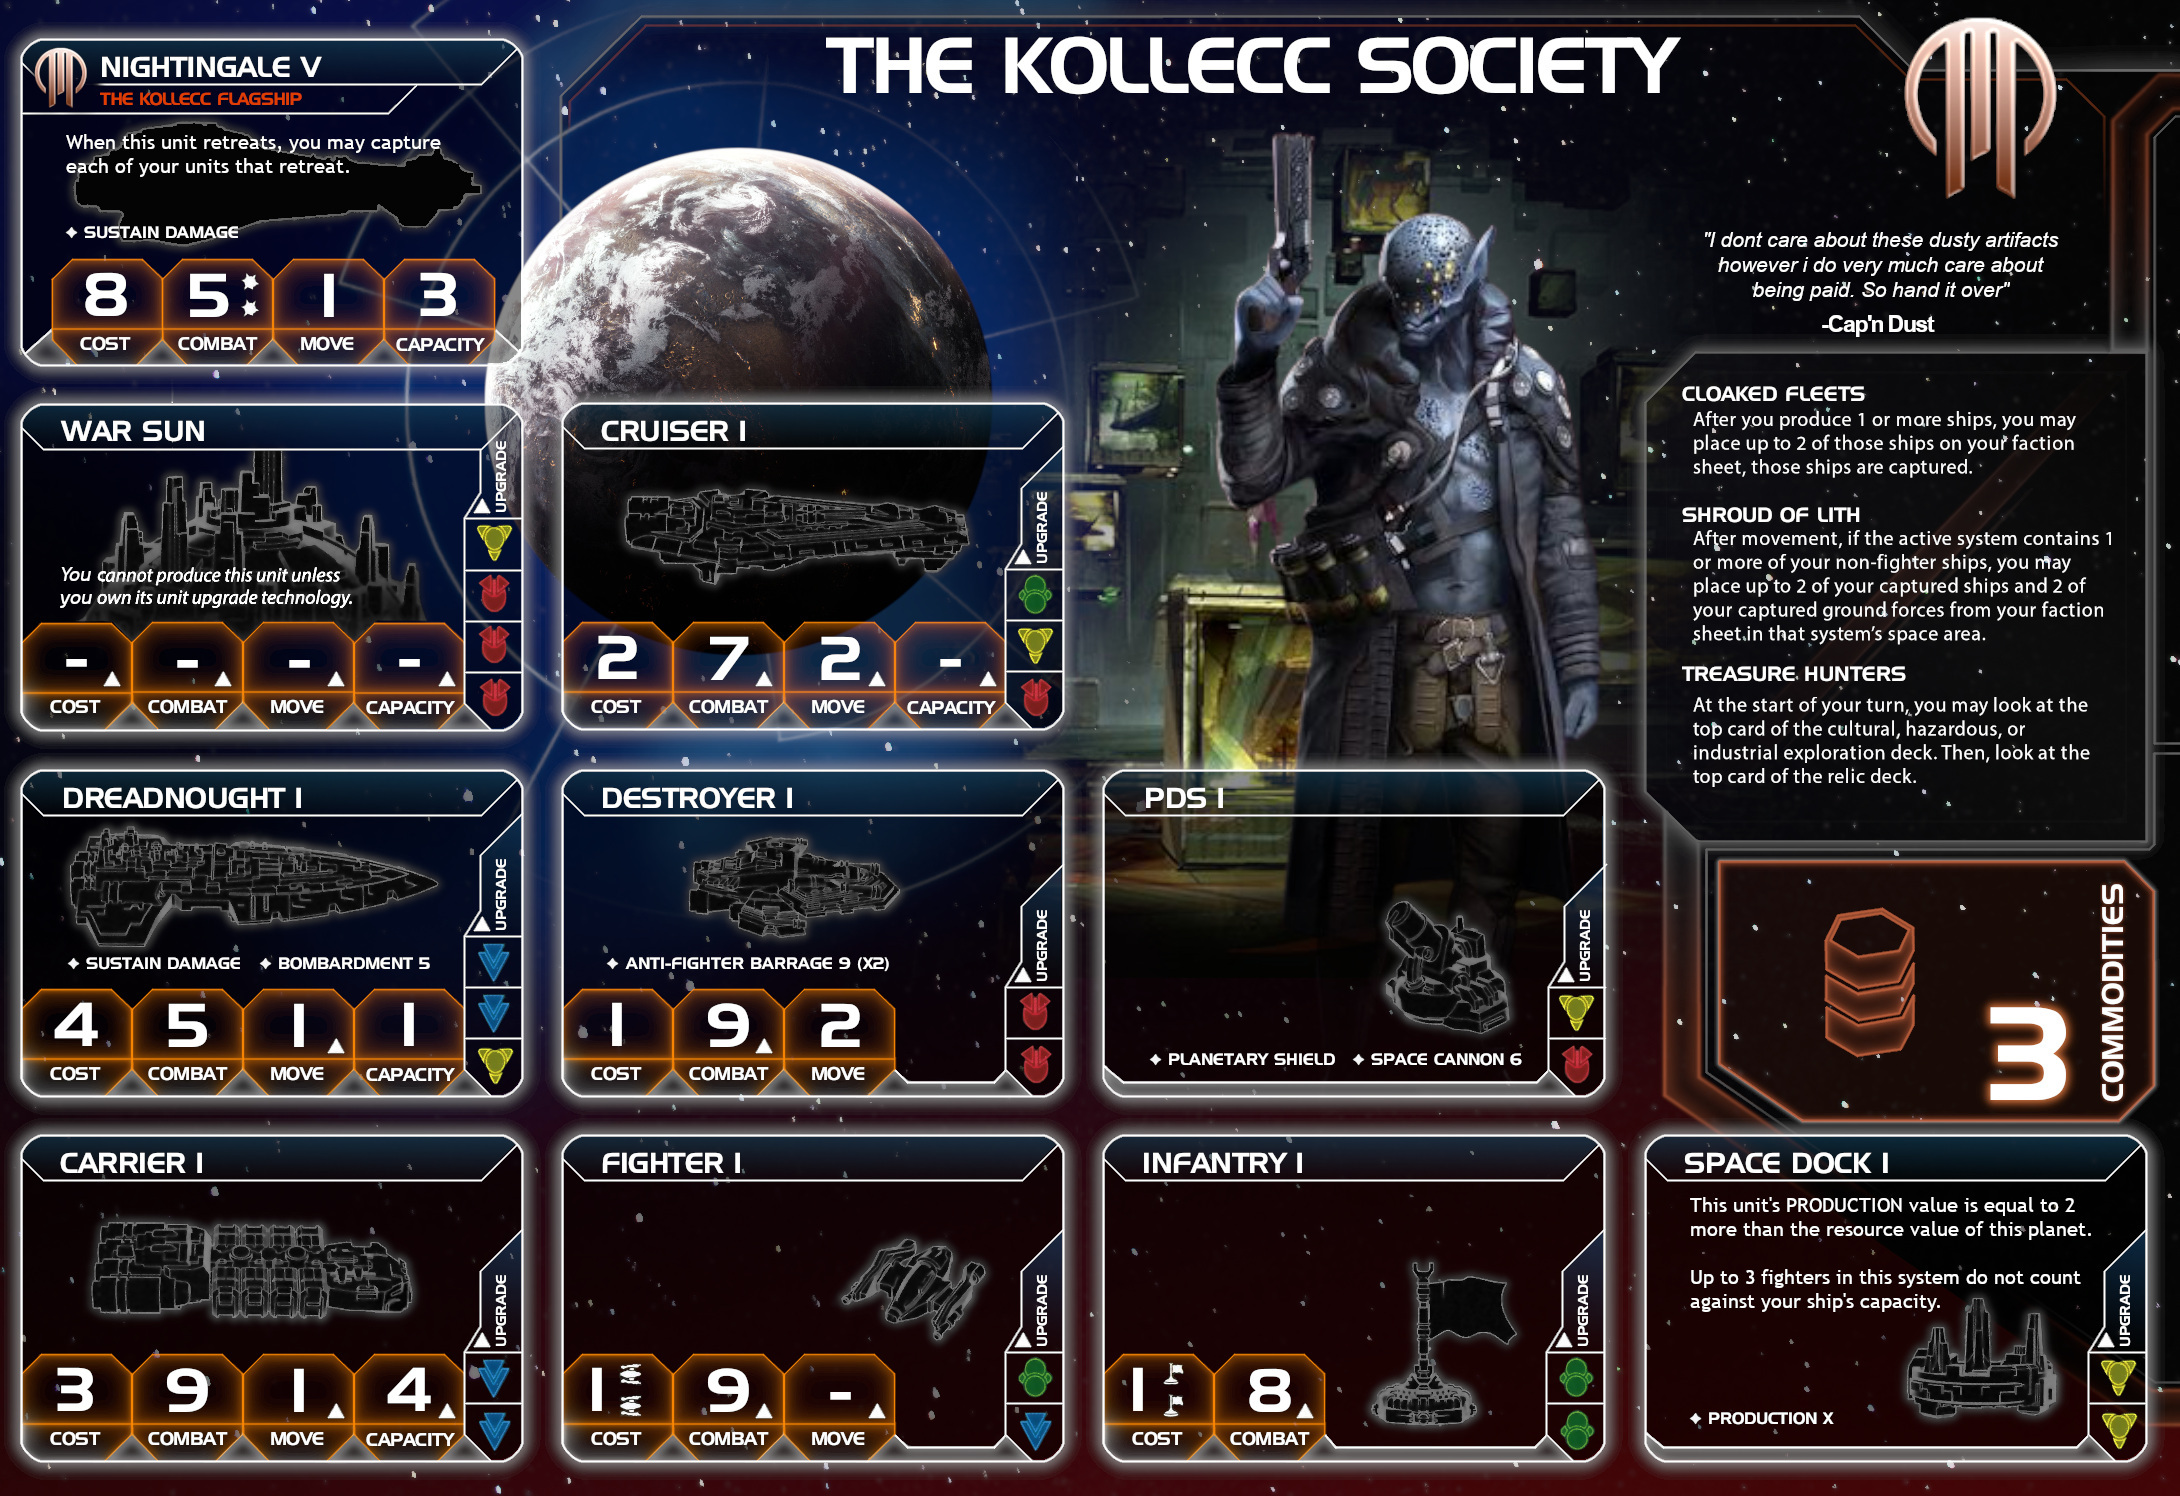 THE KOLLECC SOCIETY
NIGHTINGALE V
THE KOLLECC FLAGSHIP
When this unit retreats, you may capture
each of your units that retreat.
SUSTAIN DAMAGE
8 5 1 3
COST COMBAT MOVE CAPACITY
"I dont care about these dusty artifacts
however i do very much care about
being paid. So hand it over"
-Cap'n Dust
CLOAKED FLEETS
After you produce 1 or more ships, you may
place up to 2 of those ships on your faction
sheet, those ships are captured.
SHROUD OF LITH
After movement, if the active system contains 1
or more of your non-fighter ships, you may
place up to 2 of your captured ships and 2 of
your captured ground forces from your faction
sheet in that system's space area.
TREASURE HUNTERS
At the start of your turn, you may look at the
top card of the cultural, hazardous, or
industrial exploration deck. Then, look at the
top card of the relic deck.
3
COMMODITIES
WAR SUN
UPGRADE
You cannot produce this unit unless
you own its unit upgrade technology.
- - - -
COST COMBAT MOVE CAPACITY
CRUISER I
UPGRADE
2 7 2 -
COST COMBAT MOVE CAPACITY
DREADNOUGHT I
UPGRADE
SUSTAIN DAMAGE BOMBARDMENT 5
4 5 1 1
COST COMBAT MOVE CAPACITY
DESTROYER I
UPGRADE
ANTI-FIGHTER BARRAGE 9 (X2)
1 9 2
COST COMBAT MOVE
PDS I
UPGRADE
PLANETARY SHIELD SPACE CANNON 6
CARRIER I
UPGRADE
3 9 1 4
COST COMBAT MOVE CAPACITY
FIGHTER I
UPGRADE
1 9 -
COST COMBAT MOVE
INFANTRY I
UPGRADE
1 8
COST COMBAT
SPACE DOCK I
This unit's PRODUCTION value is equal to 2
more than the resource value of this planet.
Up to 3 fighters in this system do not count
against your ship's capacity.
UPGRADE
PRODUCTION X